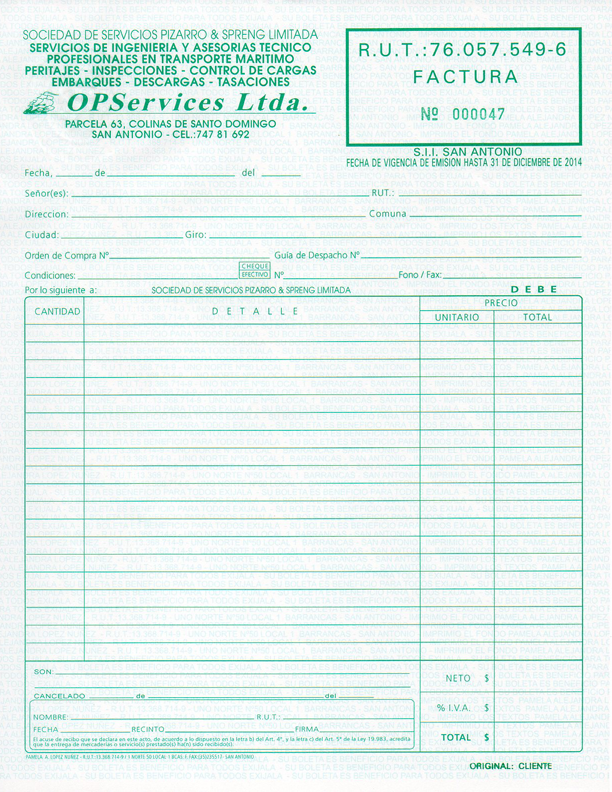 SOCIEDAD DE SERVICIOS PIZARRO & SPRENG LIMITADA
SERVICIOS DE INGENIERIA Y ASESORIAS TECNICO
PROFESIONALES EN TRANSPORTE MARITIMO
PERITAJES - INSPECCIONES - CONTROL DE CARGAS
EMBARQUES - DESCARGAS - TASACIONES
OPServices Ltda.
PARCELA 63, COLINAS DE SANTO DOMINGO
SAN ANTONIO - CEL.:747 81 692
R.U.T.:76.057.549-6
FACTURA
Nº 000047
S.I.I. SAN ANTONIO
FECHA DE VIGENCIA DE EMISION HASTA 31 DE DICIEMBRE DE 2014
Fecha, de del
Señor(es): RUT.:
Direccion: Comuna
Ciudad: Giro:
Orden de Compra Nº Guía de Despacho Nº
Condiciones: CHEQUE EFECTIVO Nº Fono / Fax:
Por lo siguiente a: SOCIEDAD DE SERVICIOS PIZARRO & SPRENG LIMITADA DEBE
CANTIDAD DETALLE PRECIO
UNITARIO TOTAL
SON:
NETO $
CANCELADO de del
% I.V.A. $
NOMBRE: R.U.T.:
FECHA RECINTO FIRMA
TOTAL $
El acuse de recibo que se declara en este acto, de acuerdo a lo dispuesto en la letra b) del Art. 4º, y la letra c) del Art. 5º de la Ley 19.983, acredita
que la entrega de mercaderías o servicio(s) prestado(s) ha(n) sido recibido(s).
ORIGINAL: CLIENTE